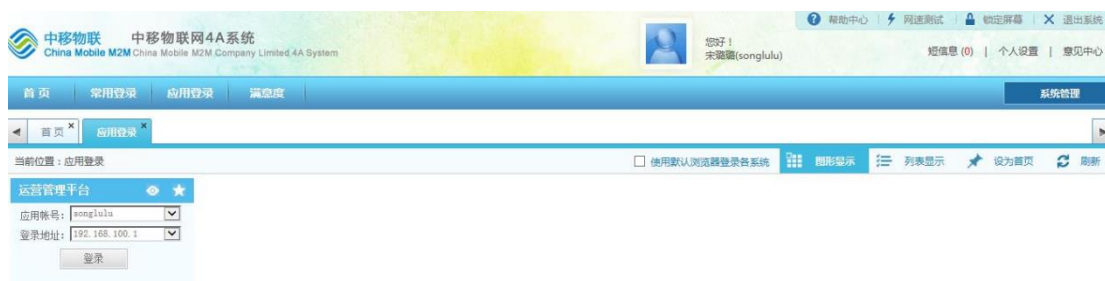 帮助中心 网速测试 锁定屏幕 退出系统
中移物联 中移物联网4A系统
China Mobile M2M China Mobile M2M Company Limited 4A System
您好！
宋璐璐(songlulu)
短信息 (0) | 个人设置 | 意见中心
首页 常用登录 应用登录 满意度 系统管理
首页 应用登录
当前位置：应用登录 使用默认浏览器登录各系统 图形显示 列表显示 设为首页 刷新
运营管理平台
应用帐号：songlulu
登录地址：192.168.100.1
登录